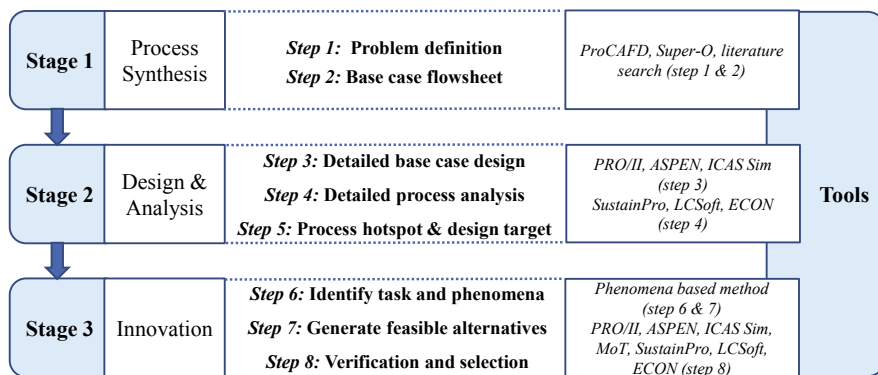 Stage 1
Process
Synthesis
Step 1: Problem definition
Step 2: Base case flowsheet
ProCAFD, Super-O, literature
search (step 1 & 2)
Stage 2
Design &
Analysis
Step 3: Detailed base case design
Step 4: Detailed process analysis
Step 5: Process hotspot & design target
PRO/II, ASPEN, ICAS Sim
(step 3)
SustainPro, LCSoft, ECON
(step 4)
Tools
Stage 3
Innovation
Step 6: Identify task and phenomena
Step 7: Generate feasible alternatives
Step 8: Verification and selection
Phenomena based method
(step 6 & 7)
PRO/II, ASPEN, ICAS Sim,
MoT, SustainPro, LCSoft,
ECON (step 8)